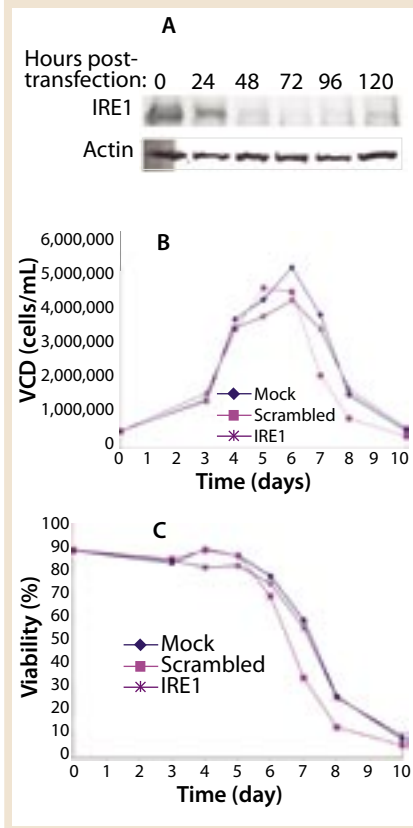 A
Hours post-
transfection: 0 24 48 72 96 120
IRE1
Actin
B
VCD (cells/mL)
6,000,000
5,000,000
4,000,000
3,000,000
2,000,000
1,000,000
0
Mock
Scrambled
IRE1
0 1 2 3 4 5 6 7 8 10
Time (days)
C
Viability (%)
100
90
80
70
60
50
40
30
20
10
0
Mock
Scrambled
IRE1
0 1 2 3 4 5 6 7 8 10
Time (day)